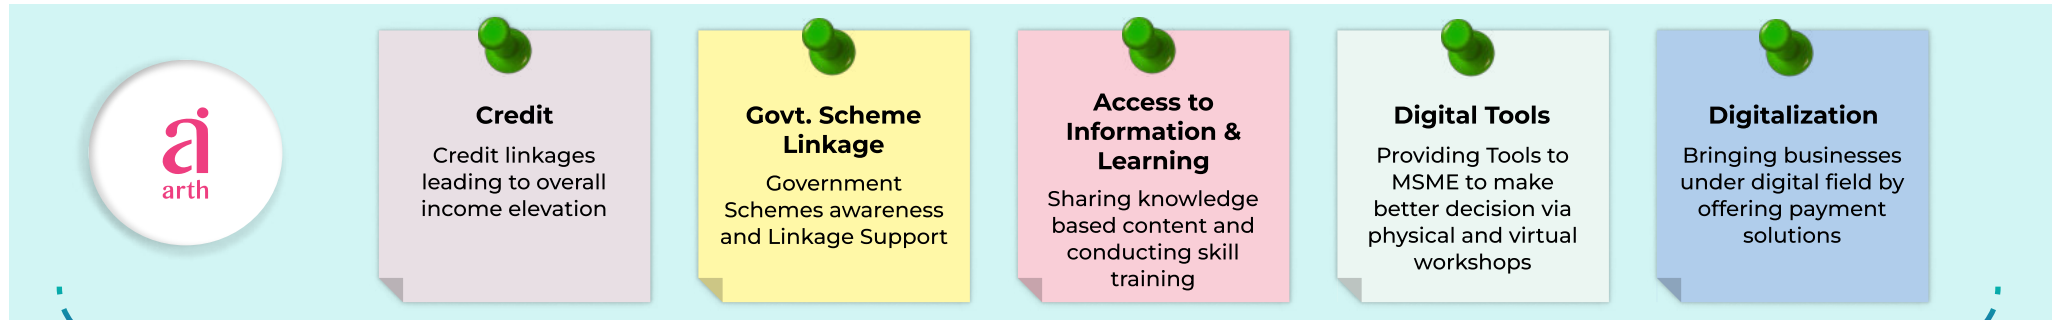 arth
Credit
Credit linkages
leading to overall
income elevation
Govt. Scheme
Linkage
Government
Schemes awareness
and Linkage Support
Access to
Information &
Learning
Sharing knowledge
based content and
conducting skill
training
Digital Tools
Providing Tools to
MSME to make
better decision via
physical and virtual
workshops
Digitalization
Bringing businesses
under digital field by
offering payment
solutions